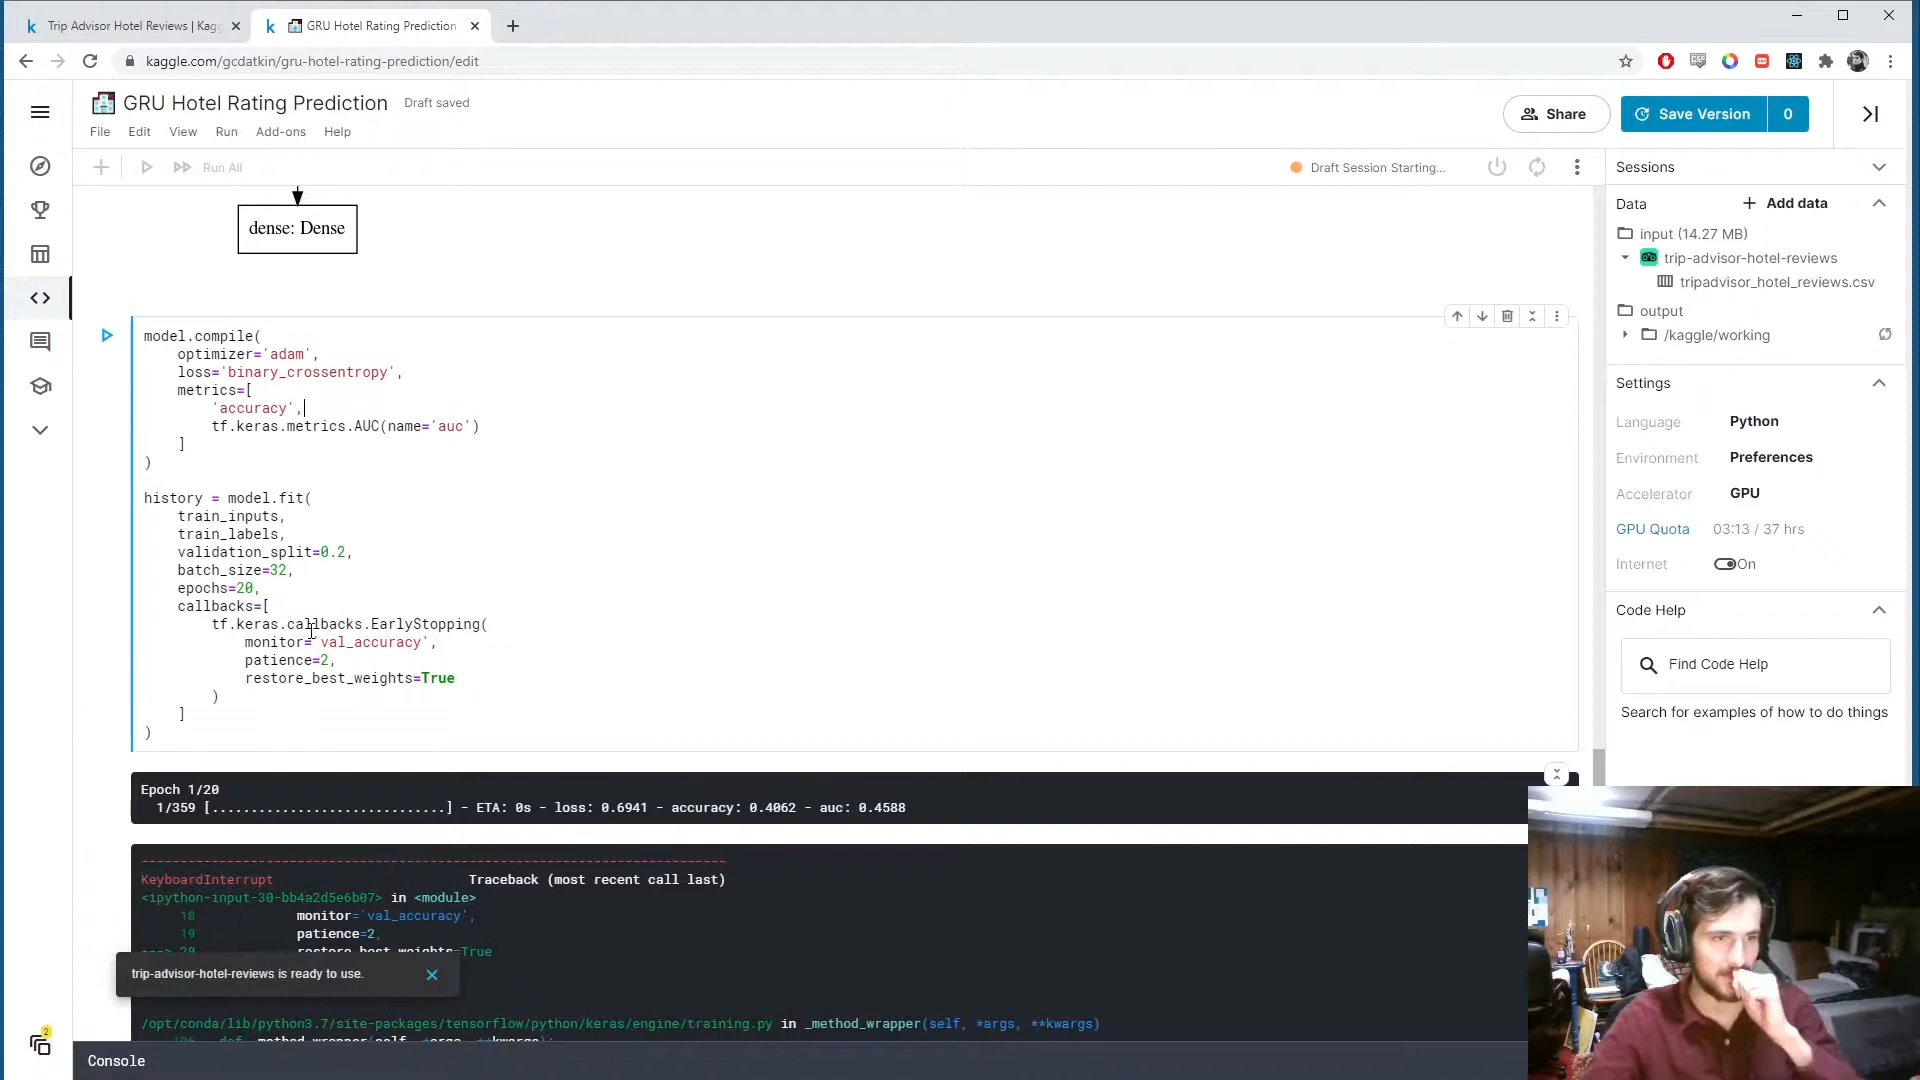 Trip Advisor Hotel Reviews | Kagg
GRU Hotel Rating Prediction
kaggle.com/gcdatkin/gru-hotel-rating-prediction/edit
GRU Hotel Rating Prediction
Draft saved
File Edit View Run Add-ons Help
Share
Save Version 0
Run All
Draft Session Starting...
dense: Dense
model.compile(
optimizer='adam',
loss='binary_crossentropy',
metrics=[
'accuracy',
tf.keras.metrics.AUC(name='auc')
]
)
history = model.fit(
train_inputs,
train_labels,
validation_split=0.2,
batch_size=32,
epochs=20,
callbacks=[
tf.keras.callbacks.EarlyStopping(
monitor='val_accuracy',
patience=2,
restore_best_weights=True
)
]
)
Epoch 1/20
1/359 [..............................] - ETA: 0s - loss: 0.6941 - accuracy: 0.4062 - auc: 0.4588
--------------------------------------------------------------------------
KeyboardInterrupt Traceback (most recent call last)
<ipython-input-30-bb4a2d5e6b07> in <module>
18 monitor='val_accuracy',
19 patience=2,
---> 20 restore_best_weights=True
trip-advisor-hotel-reviews is ready to use.
/opt/conda/lib/python3.7/site-packages/tensorflow/python/keras/engine/training.py in _method_wrapper(self, *args, **kwargs)
106 def _method_wrapper(self, *args, **kwargs):
Console
2
Sessions
Data
Add data
input (14.27 MB)
trip-advisor-hotel-reviews
tripadvisor_hotel_reviews.csv
output
/kaggle/working
Settings
Language Python
Environment Preferences
Accelerator GPU
GPU Quota 03:13 / 37 hrs
Internet On
Code Help
Find Code Help
Search for examples of how to do things